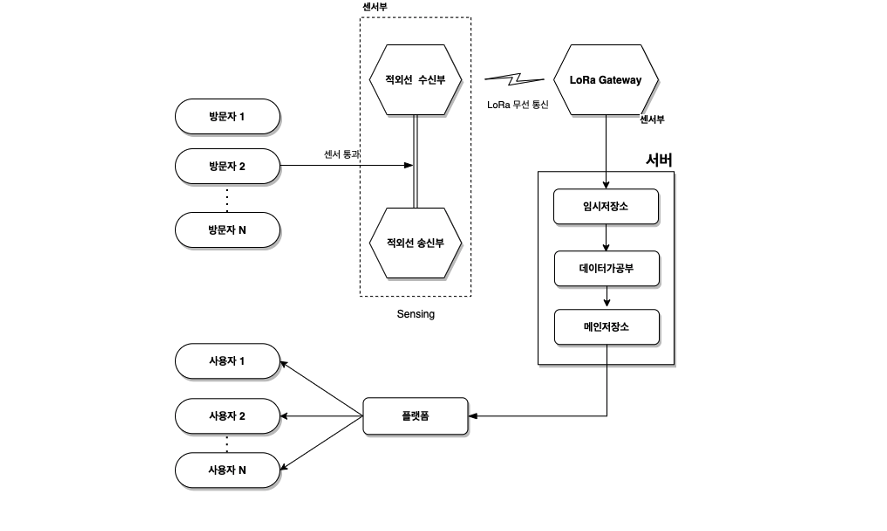 센서부
적외선 수신부
LoRa 무선 통신
LoRa Gateway
센서부
방문자 1
방문자 2
방문자 N
센서 통과
적외선 송신부
Sensing
서버
임시저장소
데이터가공부
메인저장소
플랫폼
사용자 1
사용자 2
사용자 N